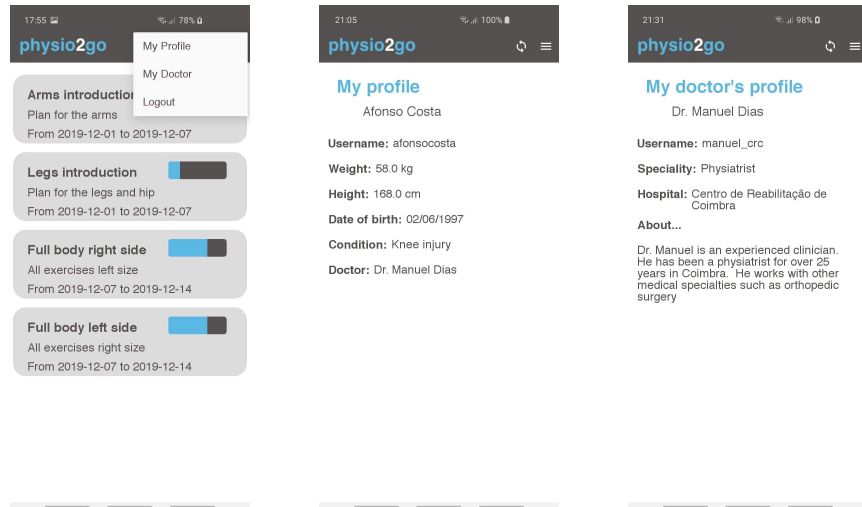 17:55
78%
physio2go
My Profile
My Doctor
Logout
Arms introduction
Plan for the arms
From 2019-12-01 to 2019-12-07
Legs introduction
Plan for the legs and hip
From 2019-12-01 to 2019-12-07
Full body right side
All exercises left size
From 2019-12-07 to 2019-12-14
Full body left side
All exercises right size
From 2019-12-07 to 2019-12-14
21:05
100%
physio2go
My profile
Afonso Costa
Username: afonsocosta
Weight: 58.0 kg
Height: 168.0 cm
Date of birth: 02/06/1997
Condition: Knee injury
Doctor: Dr. Manuel Dias
21:31
98%
physio2go
My doctor's profile
Dr. Manuel Dias
Username: manuel_crc
Speciality: Physiatrist
Hospital: Centro de Reabilitação de
Coimbra
About...
Dr. Manuel is an experienced clinician.
He has been a physiatrist for over 25
years in Coimbra. He works with other
medical specialties such as orthopedic
surgery